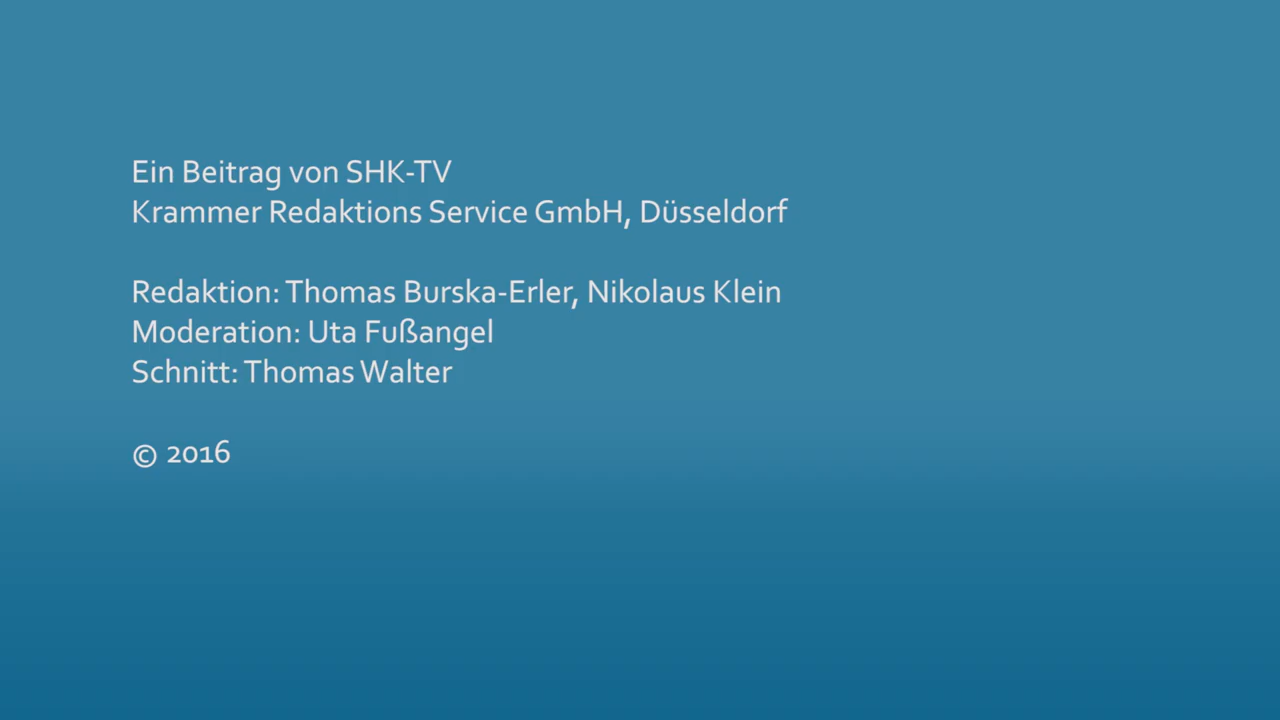 Ein Beitrag von SHK-TV
Krammer Redaktions Service GmbH, Düsseldorf
Redaktion: Thomas Burska-Erler, Nikolaus Klein
Moderation: Uta Fußangel
Schnitt: Thomas Walter
© 2016